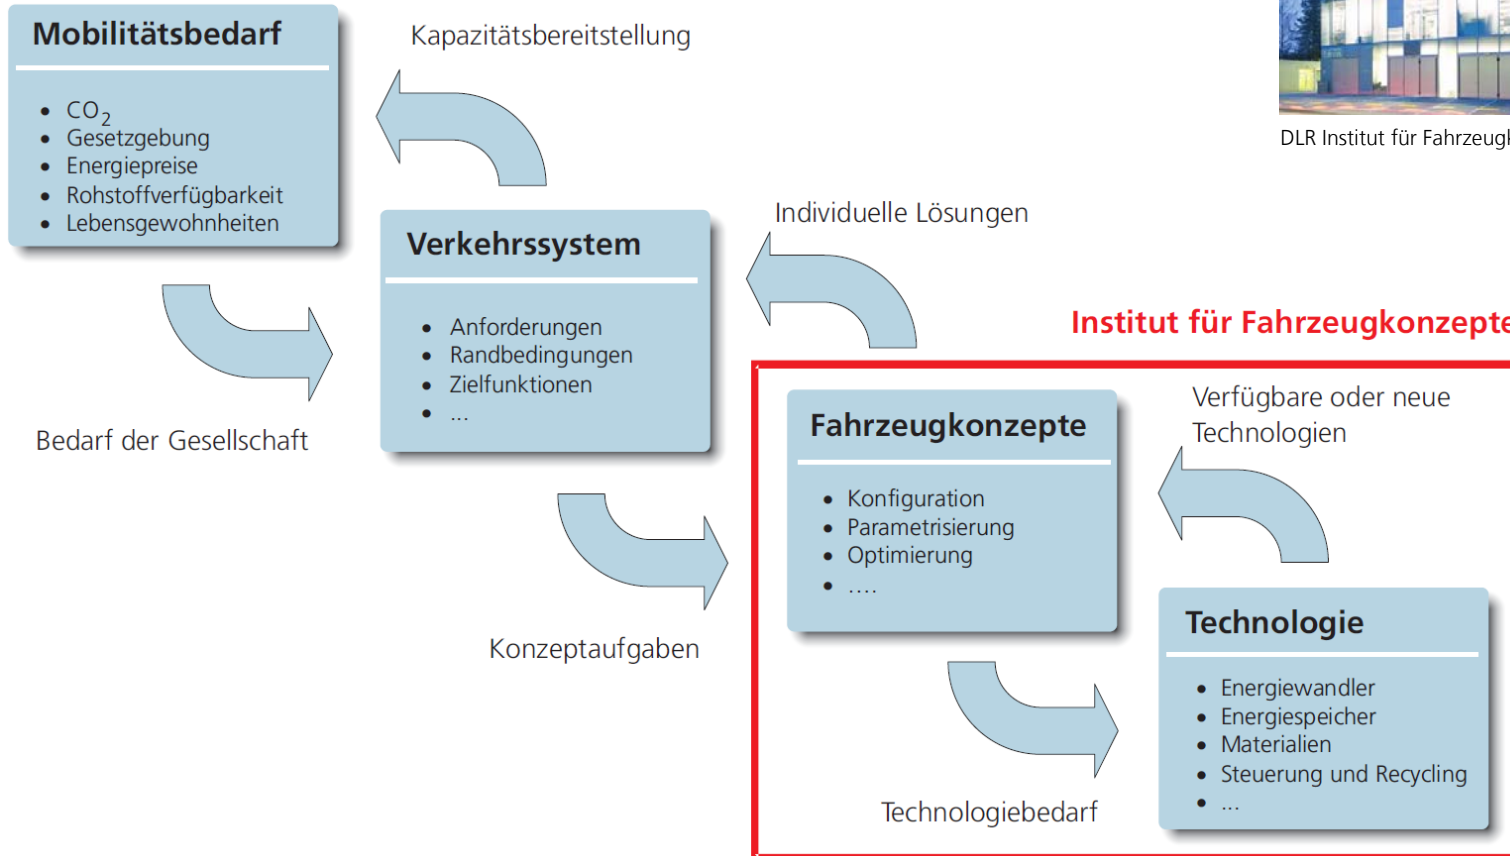 Mobilitätsbedarf
• CO₂
• Gesetzgebung
• Energiepreise
• Rohstoffverfügbarkeit
• Lebensgewohnheiten
Kapazitätsbereitstellung
DLR Institut für
Bedarf der Gesellschaft
Verkehrssystem
• Anforderungen
• Randbedingungen
• Zielfunktionen
• ...
Individuelle Lösungen
Konzeptaufgaben
Institut für Fahrzeugkonzepte
Fahrzeugkonzepte
• Konfiguration
• Parametrisierung
• Optimierung
• ....
Verfügbare oder neue
Technologien
Technologiebedarf
Technologie
• Energiewandler
• Energiespeicher
• Materialien
• Steuerung und Recycling
• ...